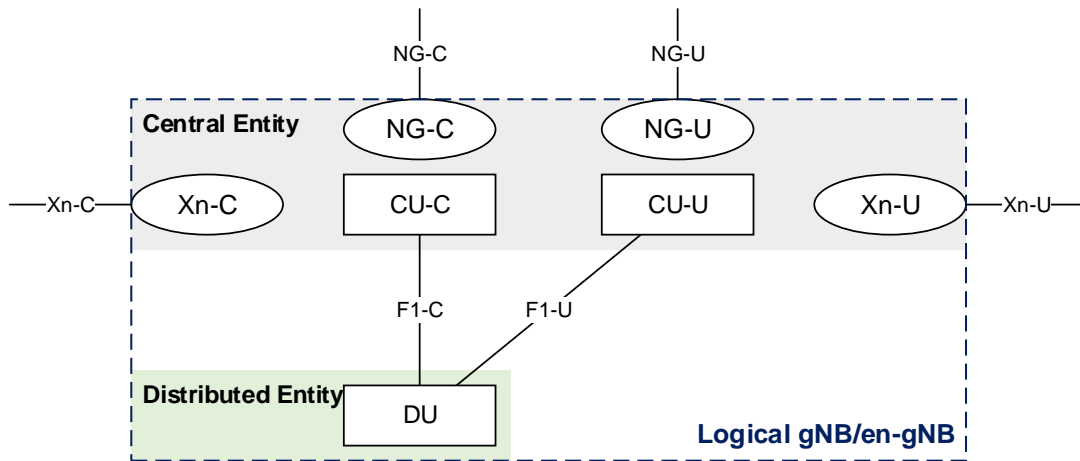 NG-C
NG-U
Central Entity
NG-C
NG-U
Xn-C
Xn-C
CU-C
CU-U
Xn-U
Xn-U
F1-C
F1-U
Distributed Entity
DU
Logical gNB/en-gNB